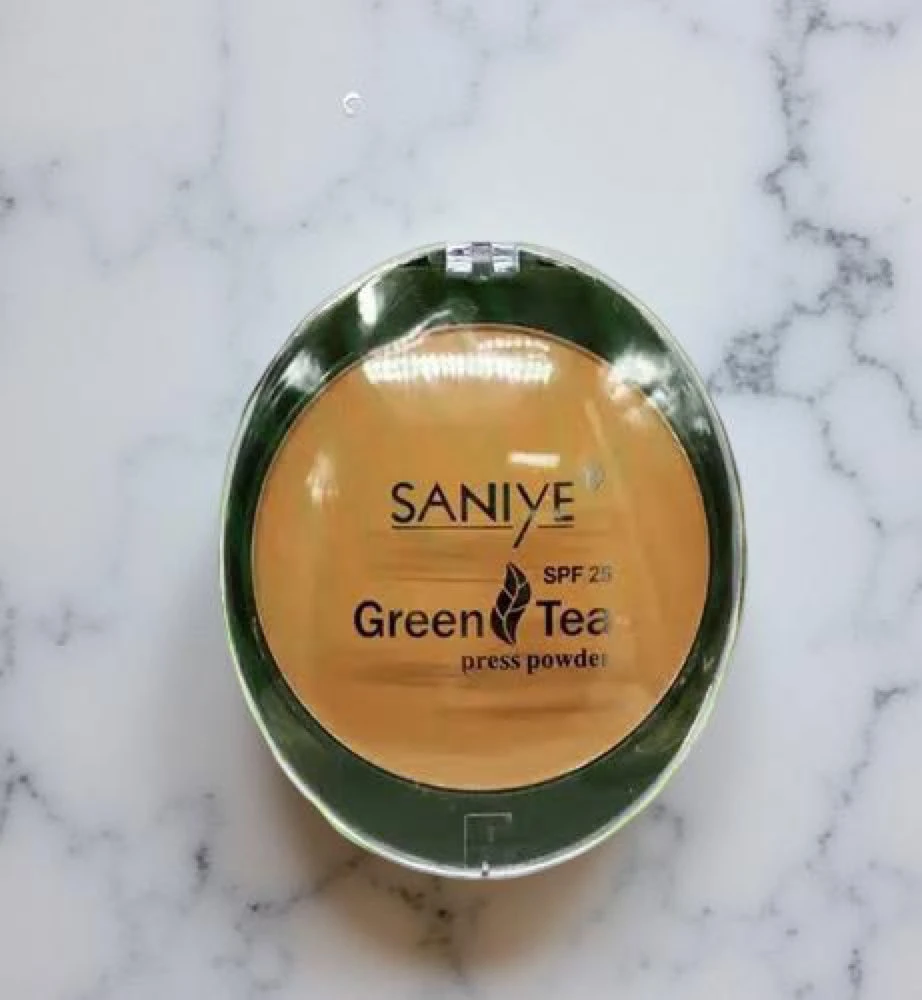 SANIYE®
SPF 25
Green Tea
press powder